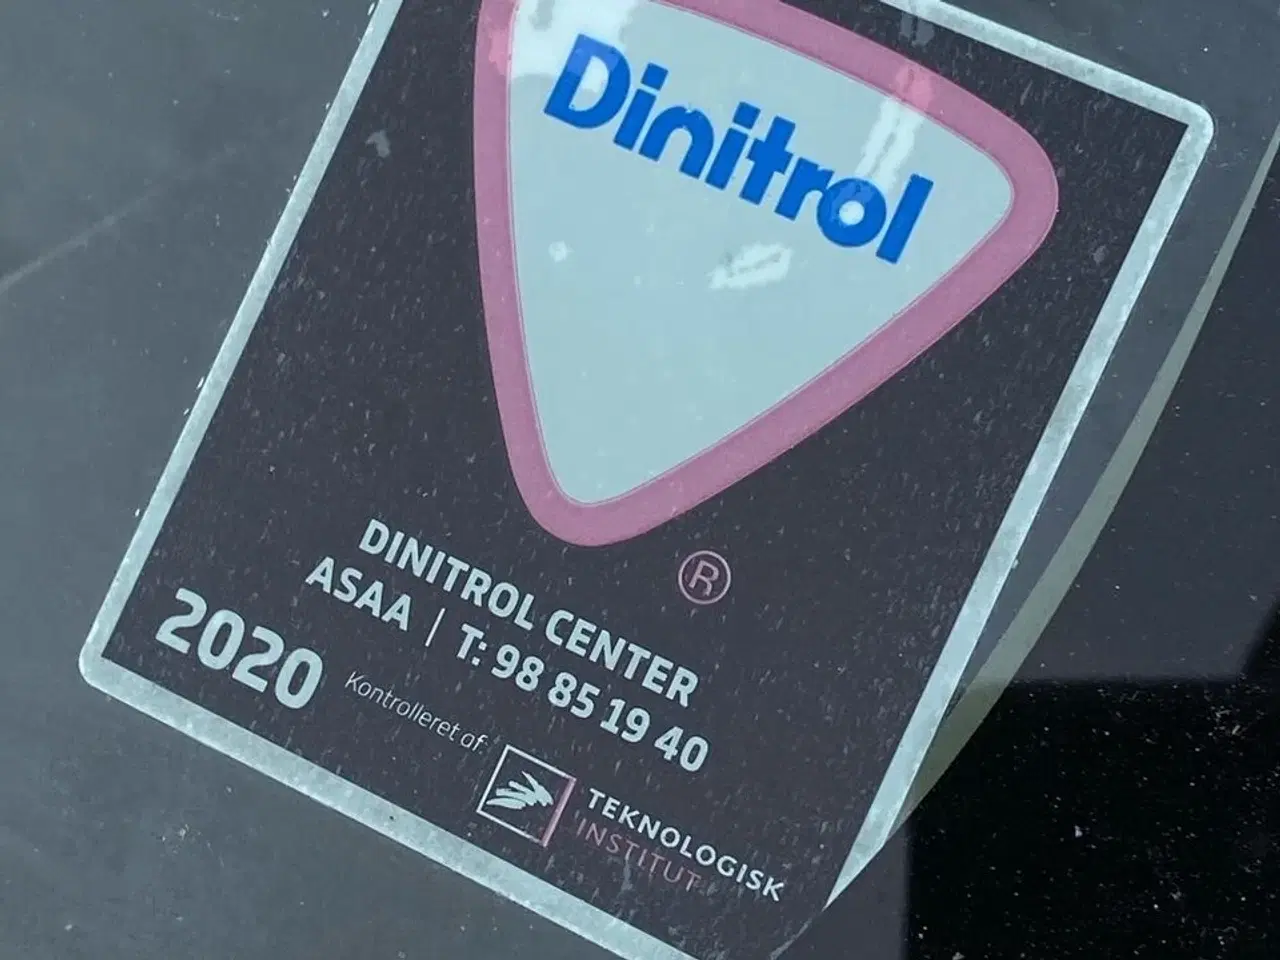 Dinitrol
®
DINITROL CENTER
ASAA | T: 98 85 19 40
2020
Kontrolleret af:
TEKNOLOGISK
INSTITUT